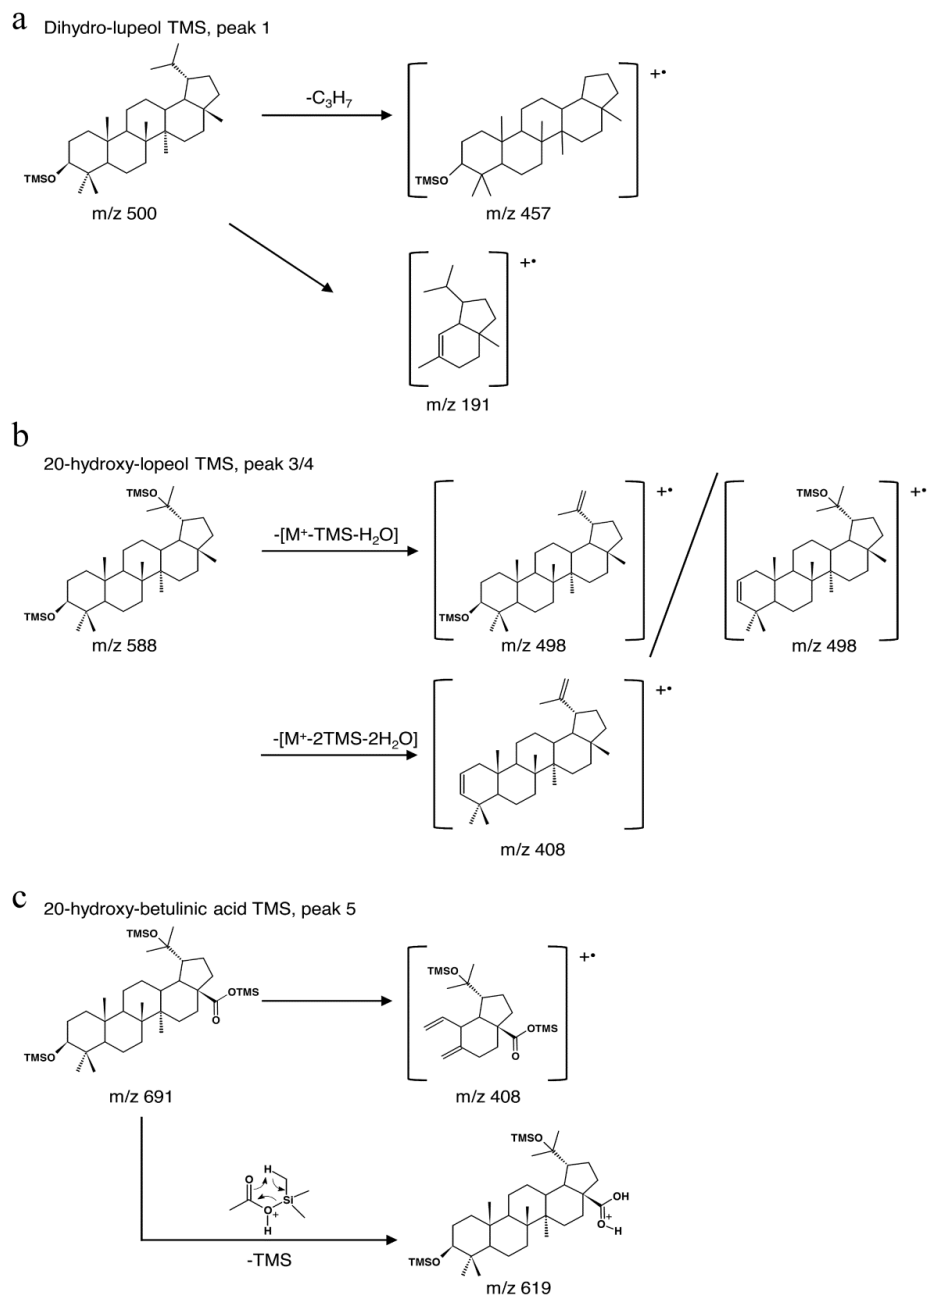 a
Dihydro-lupeol TMS, peak 1
-C3H7
+•
TMSO
TMSO
m/z 500
m/z 457
+•
m/z 191
b
20-hydroxy-lopeol TMS, peak 3/4
TMSO
-[M+-TMS-H2O]
+•
TMSO
+•
TMSO
TMSO
m/z 588
m/z 498
m/z 498
-[M+-2TMS-2H2O]
+•
m/z 408
c
20-hydroxy-betulinic acid TMS, peak 5
TMSO
OTMS
O
TMSO
m/z 691
+•
TMSO
OTMS
O
m/z 408
H
O
Si
O
+
H
-TMS
TMSO
OH
+
O
H
TMSO
m/z 619